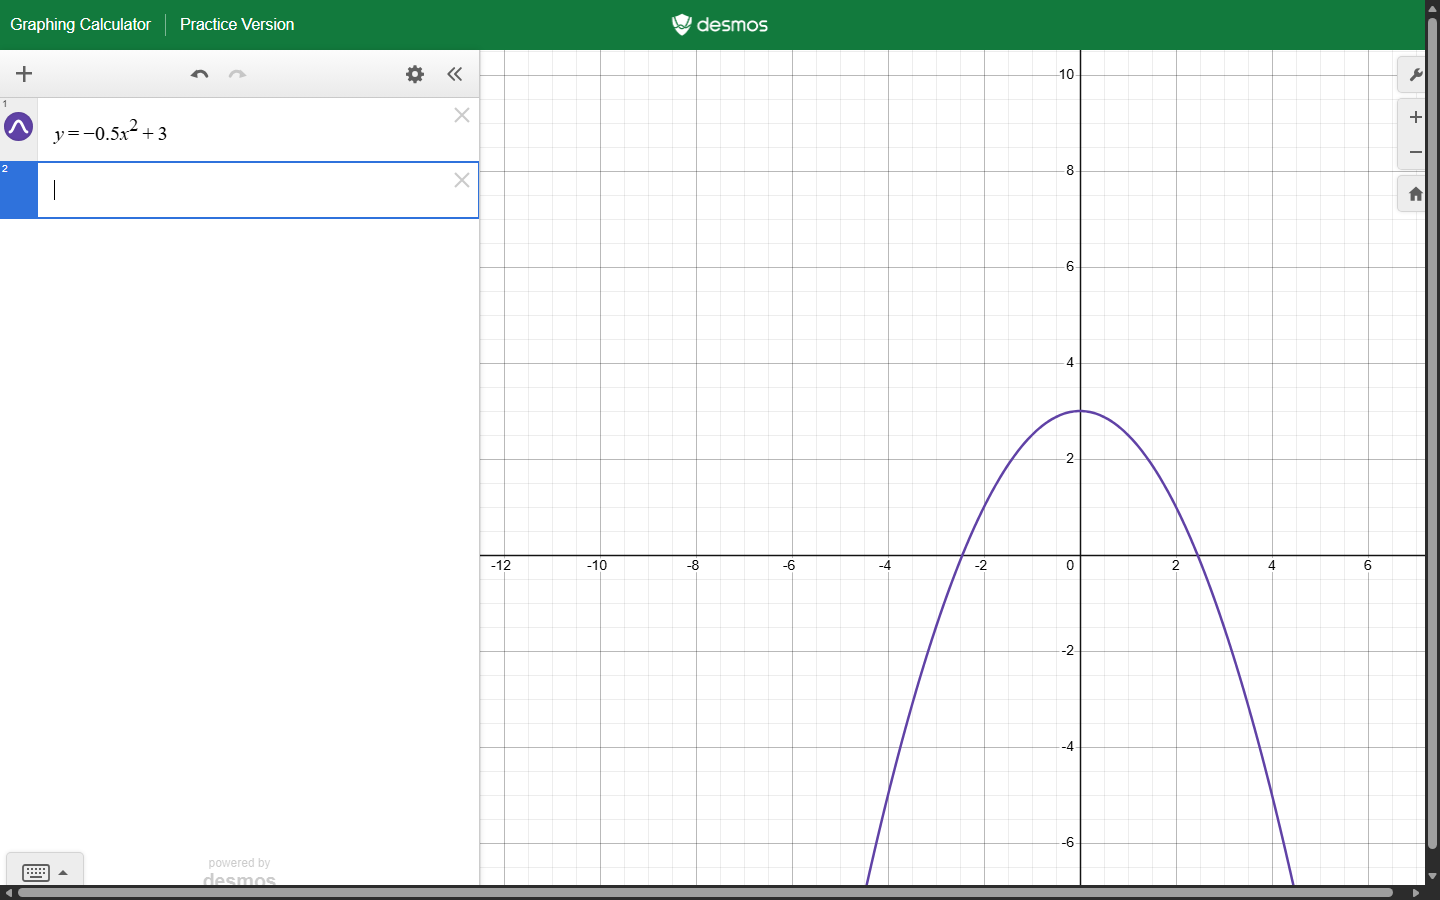 Graphing Calculator
Practice Version
desmos
1
y = −0.5x² + 3
2
powered by
desmos
10
8
6
4
2
-12 -10 -8 -6 -4 -2 0 2 4 6
-2
-4
-6